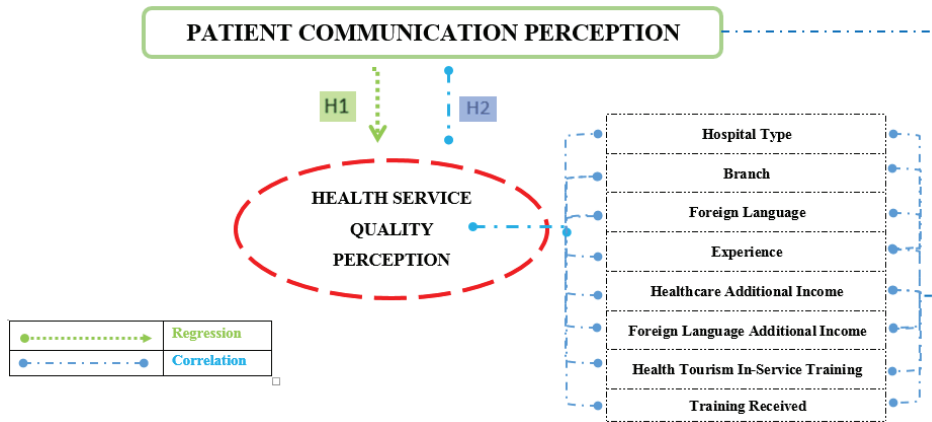 PATIENT COMMUNICATION PERCEPTION
H1
H2
HEALTH SERVICE
QUALITY
PERCEPTION
Hospital Type
Branch
Foreign Language
Experience
Healthcare Additional Income
Foreign Language Additional Income
Health Tourism In-Service Training
Training Received
Regression
Correlation